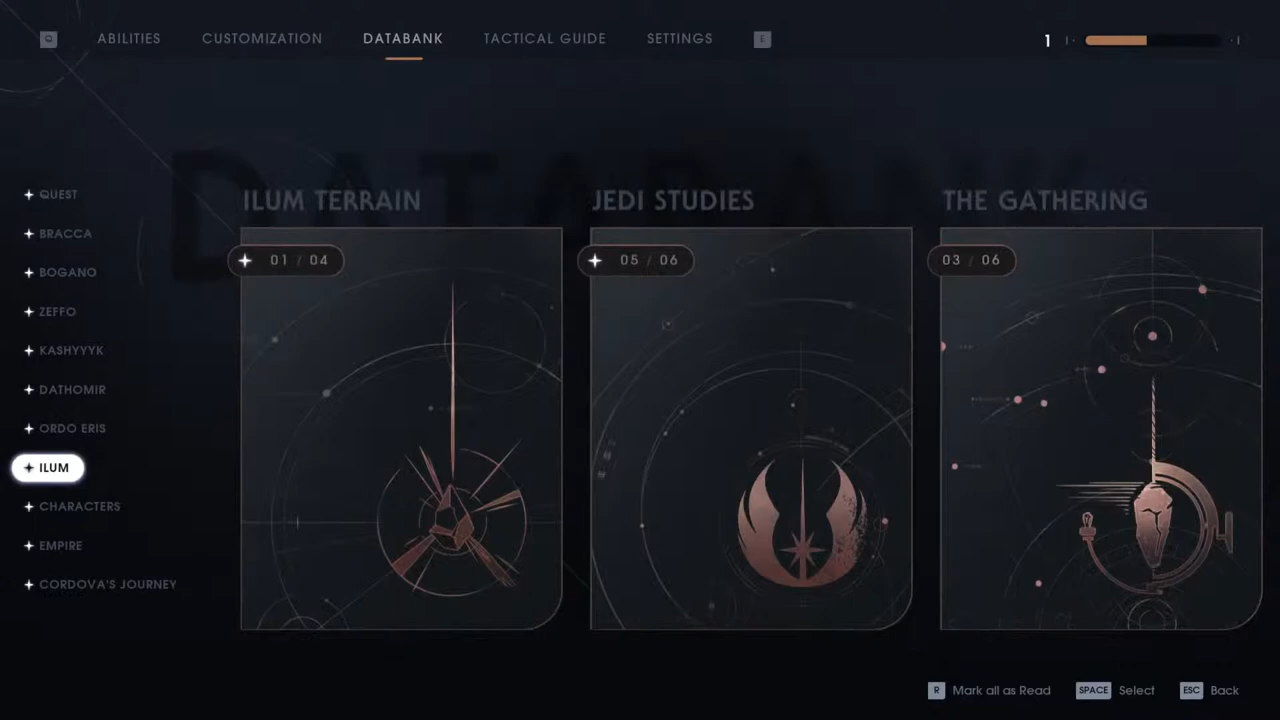 Q ABILITIES CUSTOMIZATION DATABANK TACTICAL GUIDE SETTINGS E 1
DATABANK
QUEST
BRACCA
BOGANO
ZEFFO
KASHYYYK
DATHOMIR
ORDO ERIS
ILUM
CHARACTERS
EMPIRE
CORDOVA'S JOURNEY
ILUM TERRAIN
01 / 04
JEDI STUDIES
05 / 06
THE GATHERING
03 / 06
R Mark all as Read SPACE Select ESC Back